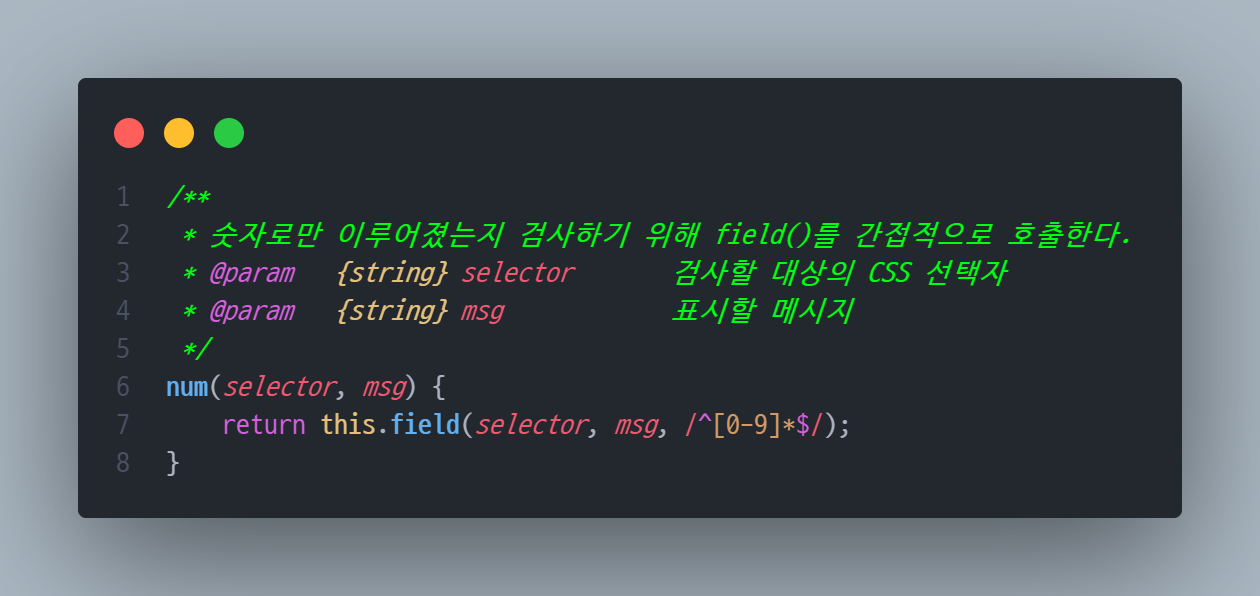 1 /**
2  * 숫자로만 이루어졌는지 검사하기 위해 field()를 간접적으로 호출한다.
3  * @param   {string} selector       검사할 대상의 CSS 선택자
4  * @param   {string} msg            표시할 메시지
5  */
6 num(selector, msg) {
7     return this.field(selector, msg, /^[0-9]*$/);
8 }